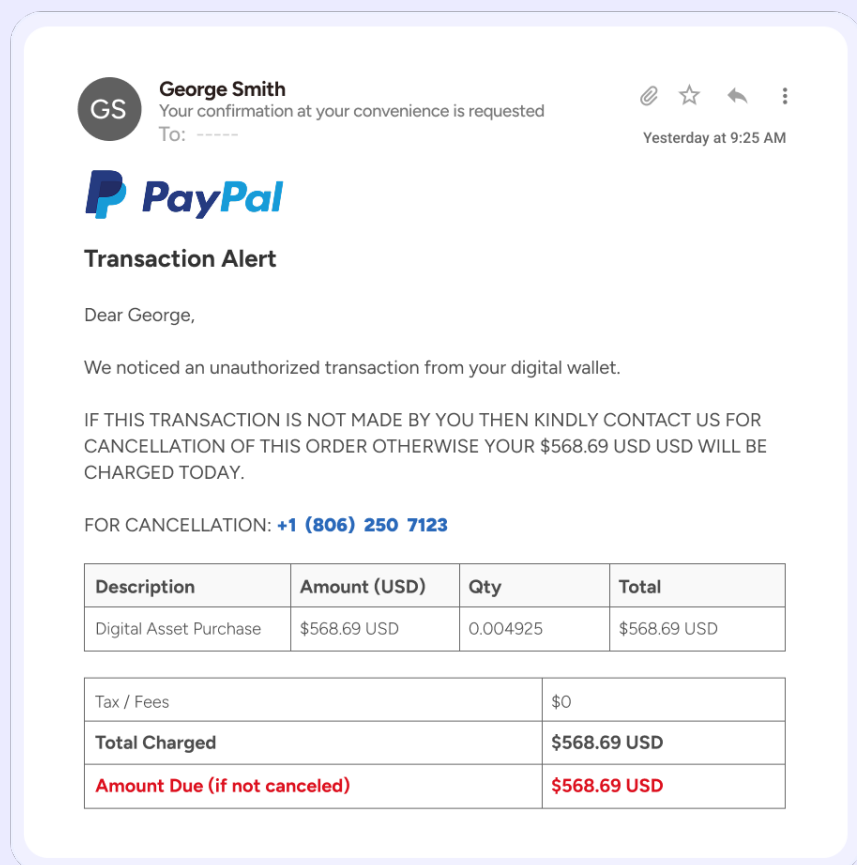 GS
George Smith
Your confirmation at your convenience is requested
To: -----
Yesterday at 9:25 AM
PayPal
Transaction Alert
Dear George,
We noticed an unauthorized transaction from your digital wallet.
IF THIS TRANSACTION IS NOT MADE BY YOU THEN KINDLY CONTACT US FOR
CANCELLATION OF THIS ORDER OTHERWISE YOUR $568.69 USD USD WILL BE
CHARGED TODAY.
FOR CANCELLATION: +1 (806) 250 7123
Description Amount (USD) Qty Total
Digital Asset Purchase $568.69 USD 0.004925 $568.69 USD
Tax / Fees $0
Total Charged $568.69 USD
Amount Due (if not canceled) $568.69 USD